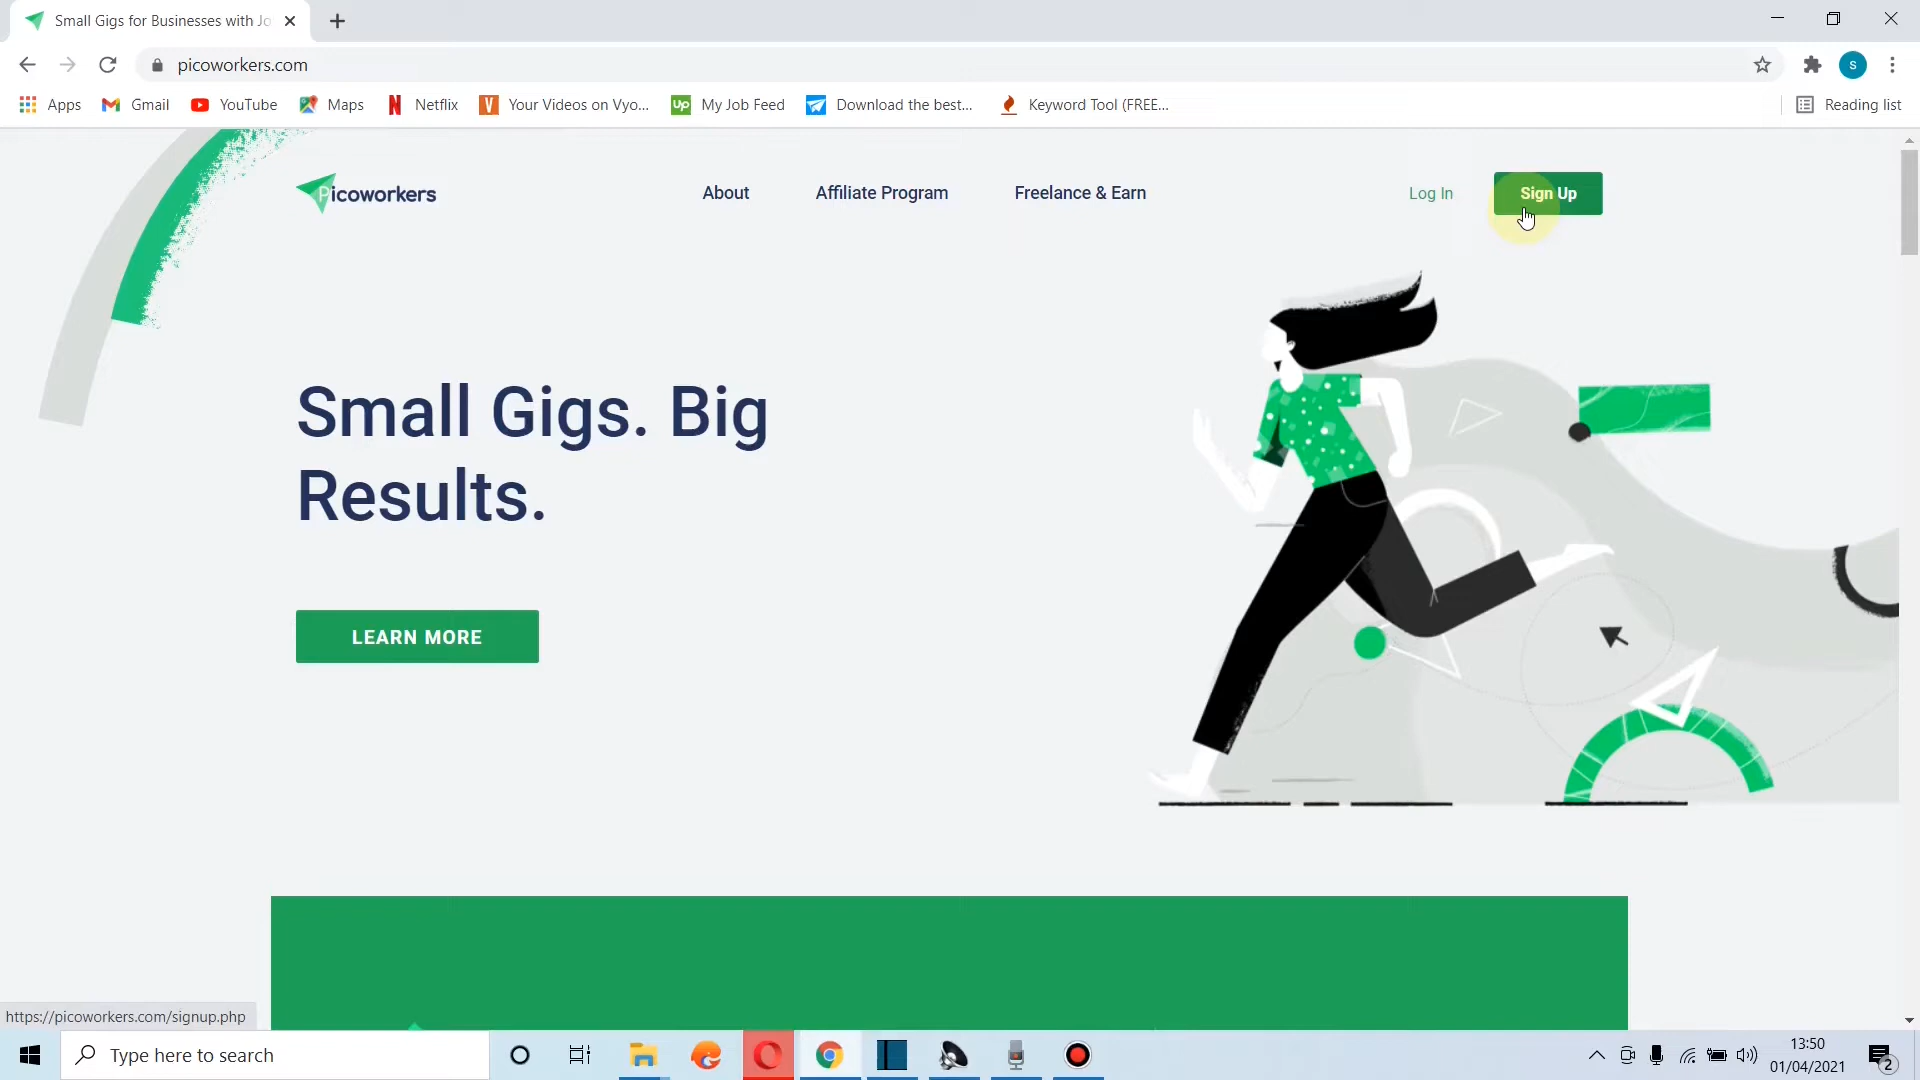 Small Gigs for Businesses with Jo
picoworkers.com
S
Apps
Gmail
YouTube
Maps
Netflix
Your Videos on Vyo...
Up
My Job Feed
Download the best...
Keyword Tool (FREE...
Reading list
Picoworkers
About
Affiliate Program
Freelance & Earn
Log In
Sign Up
Small Gigs. Big
Results.
LEARN MORE
https://picoworkers.com/signup.php
Type here to search
13:50
01/04/2021
2